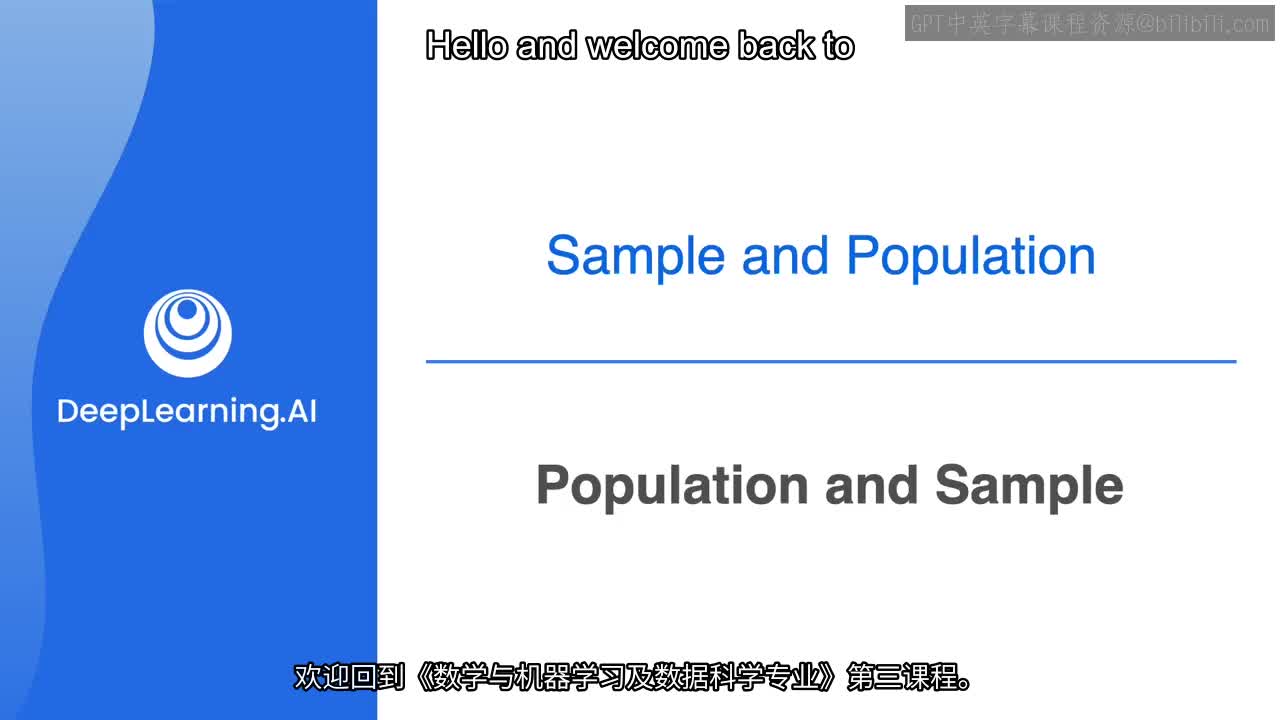 GPT中英字幕课程资源@bilibili.com
Hello and welcome back to
Sample and Population
DeepLearning.AI
Population and Sample
欢迎回到《数学与机器学习及数据科学专业》第三课程。